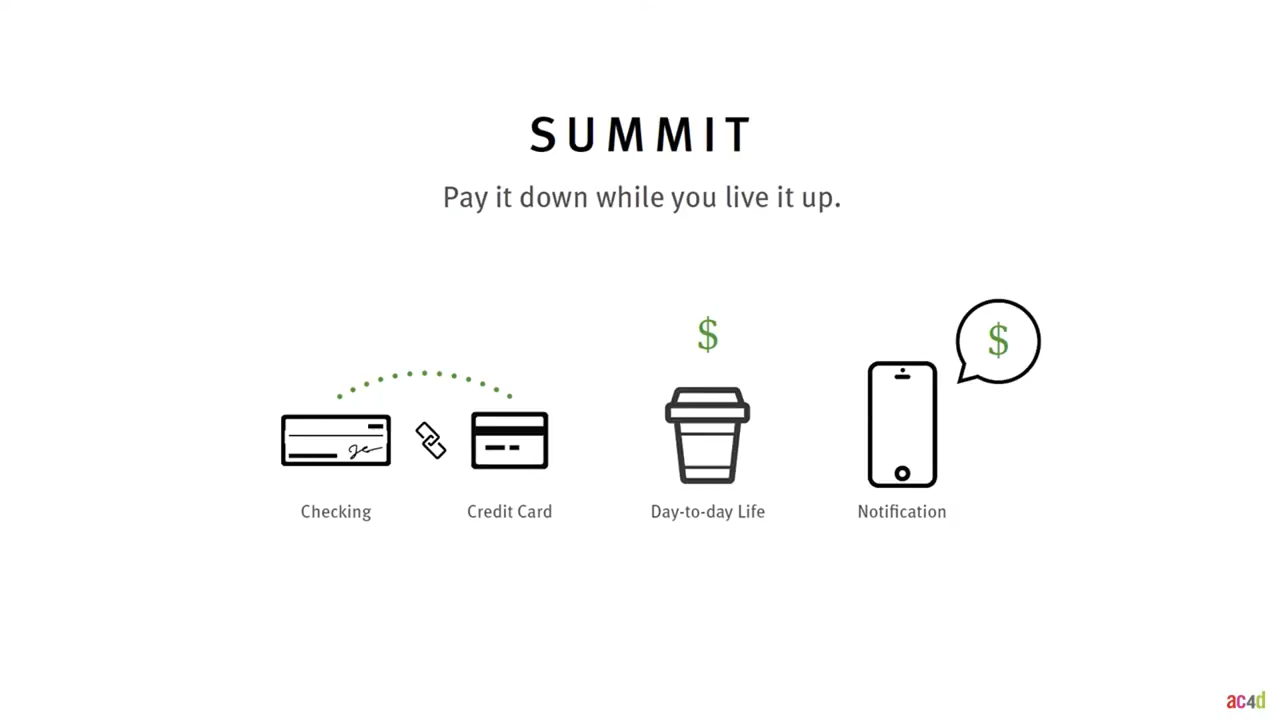 SUMMIT
Pay it down while you live it up.
$
$
Checking
Credit Card
Day-to-day Life
Notification
ac4d